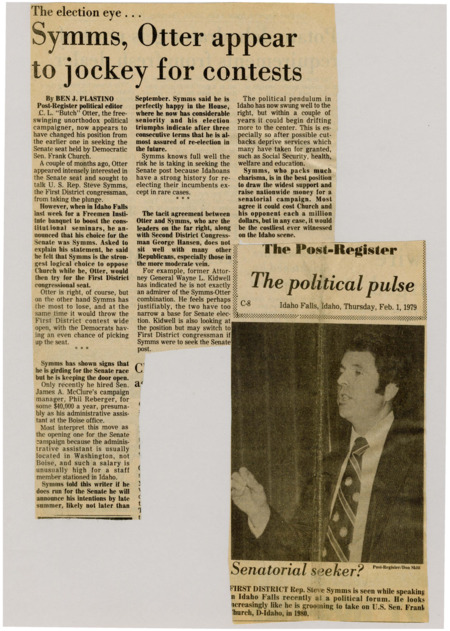 The election eye . . .
Symms, Otter appear
to jockey for contests
By BEN J. PLASTINO
Post-Register political editor
C. L. "Butch" Otter, the free-
swinging unorthodox political
campaigner, now appears to
have changed his position from
the earlier one in seeking the
Senate seat held by Democratic
Sen. Frank Church.
A couple of months ago, Otter
appeared intensely interested in
the Senate seat and sought to
talk U. S. Rep. Steve Symms,
the First District congressman,
from taking the plunge.
However, when in Idaho Falls
last week for a Freemen Insti-
tute banquet to boost the cons-
titutional seminars, he an-
nounced that his choice for the
Senate was Symms. Asked to
explain his statement, he said
he felt that Symms is the stron-
gest logical choice to oppose
Church while he, Otter, would
then try for the First District
congressional seat.
Otter is right, of course, but
on the other hand Symms has
the most to lose, and at the
same time it would throw the
First District contest wide
open, with the Democrats hav-
ing an even chance of picking
up the seat.
* * *
Symms has shown signs that
he is girding for the Senate race
but he is keeping the door open.
Only recently he hired Sen.
James A. McClure's campaign
manager, Phil Reberger, for
some $40,000 a year, presuma-
bly as his administrative assis-
tant at the Boise office.
Most interpret this move as
the opening one for the Senate
campaign because the adminis-
trative assistant is usually
located in Washington, not
Boise, and such a salary is
unusually high for a staff
member stationed in Idaho.
Symms told this writer if he
does run for the Senate he will
announce his intentions by late
summer, likely not later than
September. Symms said he is
perfectly happy in the House,
where he now has considerable
seniority and his election
triumphs indicate after three
consecutive terms that he is al-
most assured of re-election in
the future.
Symms knows full well the
risk he is taking in seeking the
Senate post because Idahoans
have a strong history for re-
electing their incumbents ex-
cept in rare cases.
* * *
The tacit agreement between
Otter and Symms, who are the
leaders on the far right, along
with Second District Congress-
man George Hansen, does not
sit well with many other
Republicans, especially those in
the more moderate vein.
For example, former Attor-
ney General Wayne L. Kidwell
has indicated he is not exactly
an admirer of the Symms-Otter
combination. He feels perhaps
justifiably, the two have too
narrow a base for Senate elec-
tion. Kidwell is also looking at
the position but may switch to
First District congressman if
Symms were to seek the Senate
post.
The political pendulum in
Idaho has now swung well to the
right, but within a couple of
years it could begin drifting
more to the center. This is es-
pecially so after possible cut-
backs deprive services which
many have taken for granted,
such as Social Security, health,
welfare and education.
Symms, who packs much
charisma, is in the best position
to draw the widest support and
raise nationwide money for a
senatorial campaign. Most
agree it could cost Church and
his opponent each a million
dollars, but in any case, it would
be the costliest ever witnessed
on the Idaho scene.
The Post-Register
The political pulse
C-8 Idaho Falls, Idaho, Thursday, Feb. 1, 1979
Senatorial seeker?
Post-Register/Don Skill
FIRST DISTRICT Rep. Steve Symms is seen while speaking
n Idaho Falls recently at a political forum. He looks
ncreasingly like he is grooming to take on U.S. Sen. Frank
hurch, D-Idaho, in 1980.